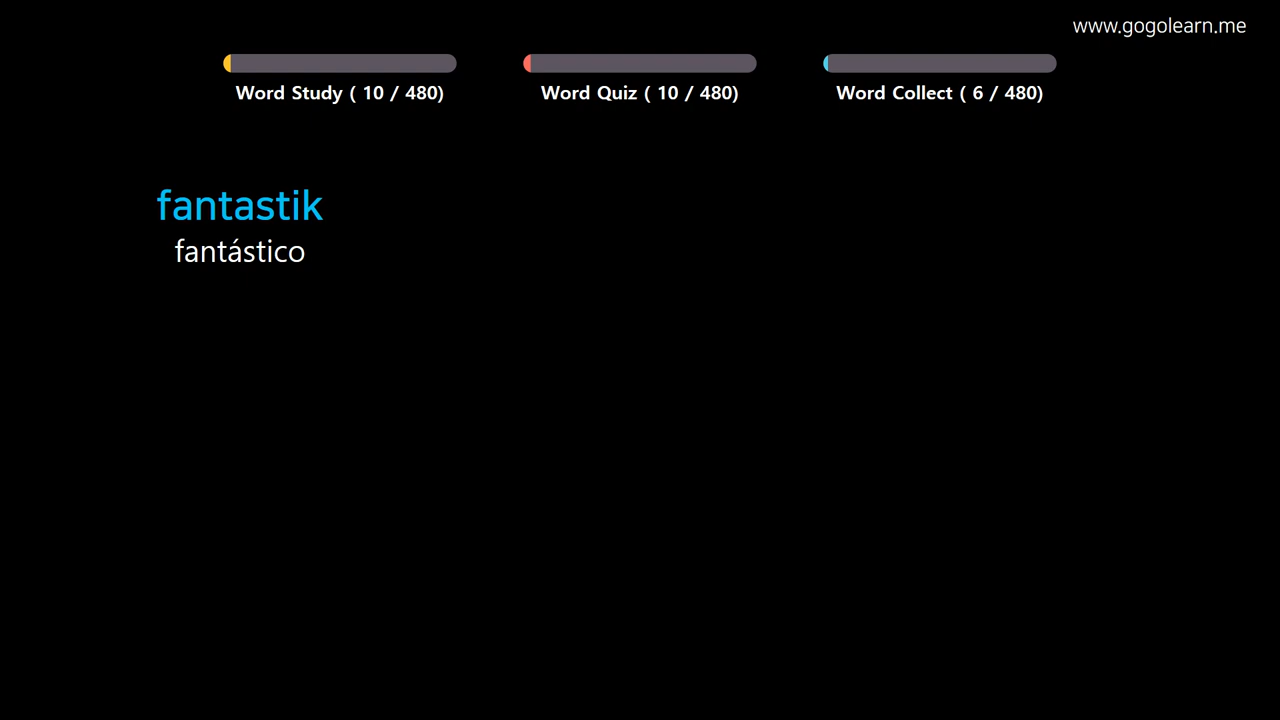 www.gogolearn.me
Word Study ( 10 / 480)
Word Quiz ( 10 / 480)
Word Collect ( 6 / 480)
fantastik
fantástico